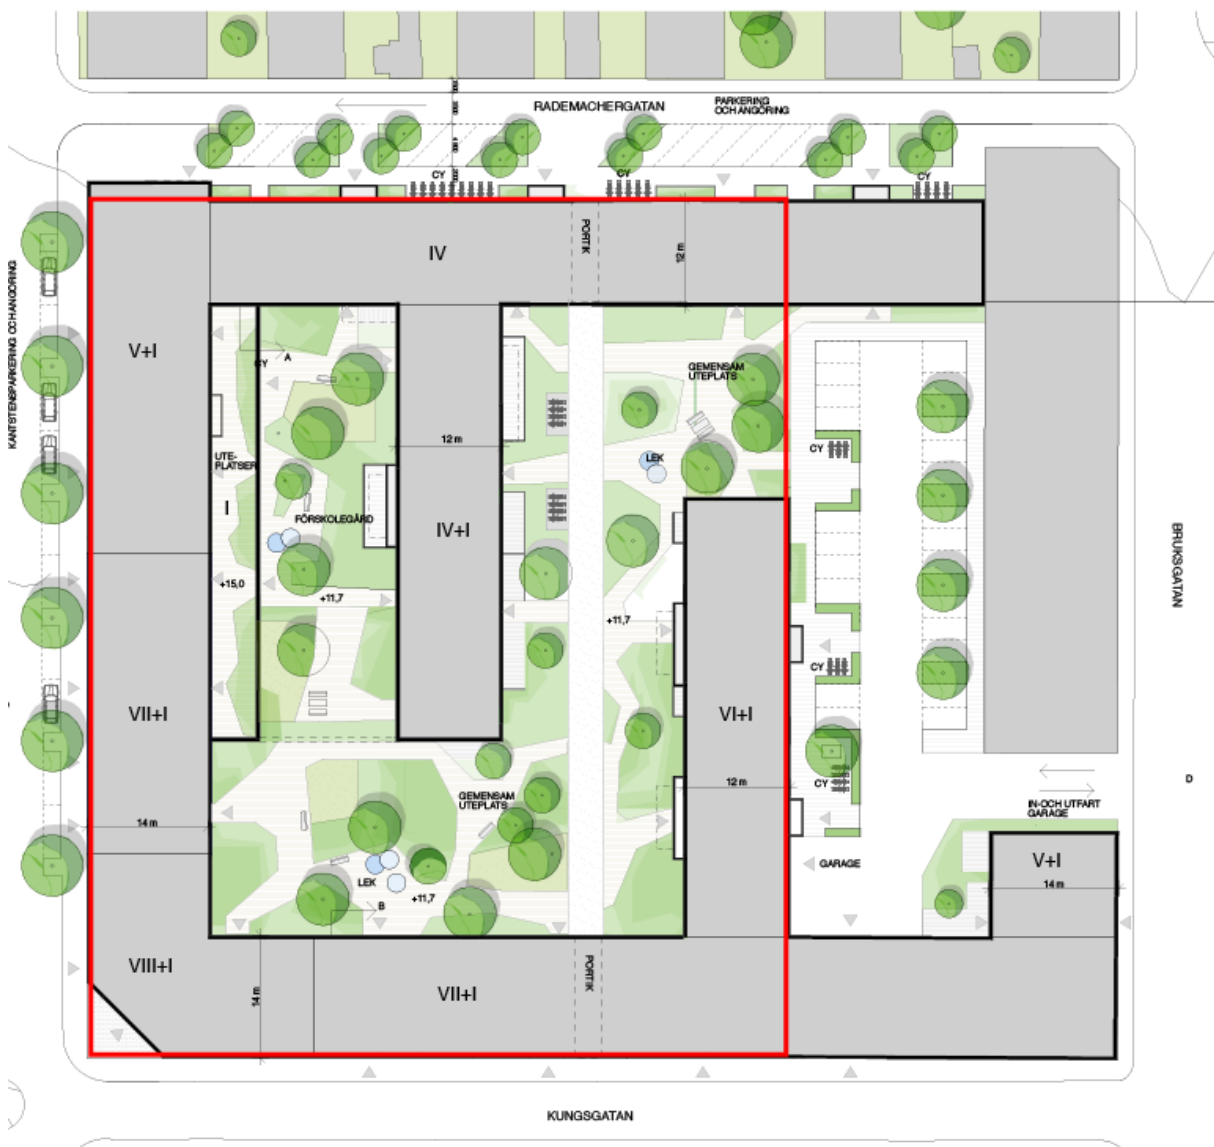 RADEMACHERGATAN
PARKERING
OCH ANGÖRING
CY
CY
CY
KANTSTENSPARKERING OCH ANGÖRING
IV
PORTIK
12 m
V+I
CY
A
GEMENSAM
UTEPLATS
12 m
UTE-
PLATSER
LEK
CY
I
FÖRSKOLEGÅRD
IV+I
+15,0
+11,7
+11,7
BRUKSGATAN
CY
VII+I
VI+I
12 m
CY
D
GEMENSAM
UTEPLATS
IN- OCH UTFART
GARAGE
14 m
LEK
+11,7
B
GARAGE
V+I
14 m
VIII+I
14 m
VII+I
PORTIK
KUNGSGATAN